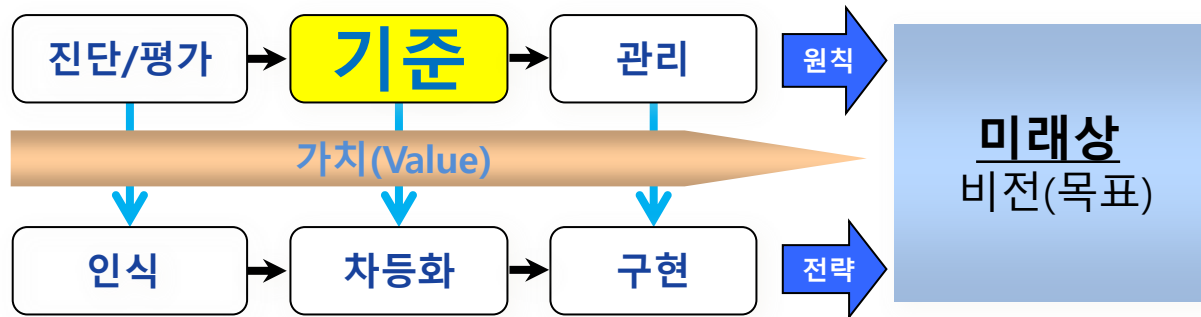 진단/평가
기준
관리
원칙
가치(Value)
인식
차등화
구현
전략
미래상
비전(목표)